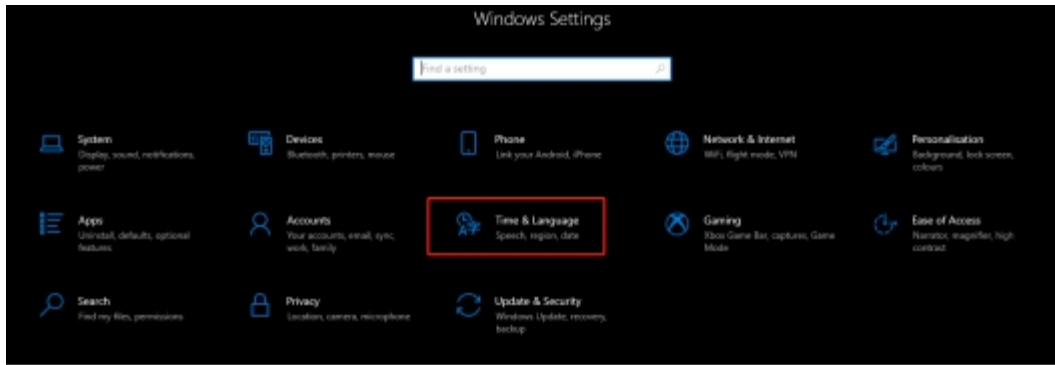 Windows Settings
Find a setting
System
Display, sound, notifications,
power
Devices
Bluetooth, printers, mouse
Phone
Link your Android, iPhone
Network & Internet
WiFi, flight mode, VPN
Personalisation
Background, lock screen,
colours
Apps
Uninstall, defaults, optional
features
Accounts
Your accounts, email, sync,
work, family
Time & Language
Speech, region, date
Gaming
Xbox Game Bar, captures, Game
Mode
Ease of Access
Narrator, magnifier, high
contrast
Search
Find my files, permissions
Privacy
Location, camera, microphone
Update & Security
Windows Update, recovery,
backup